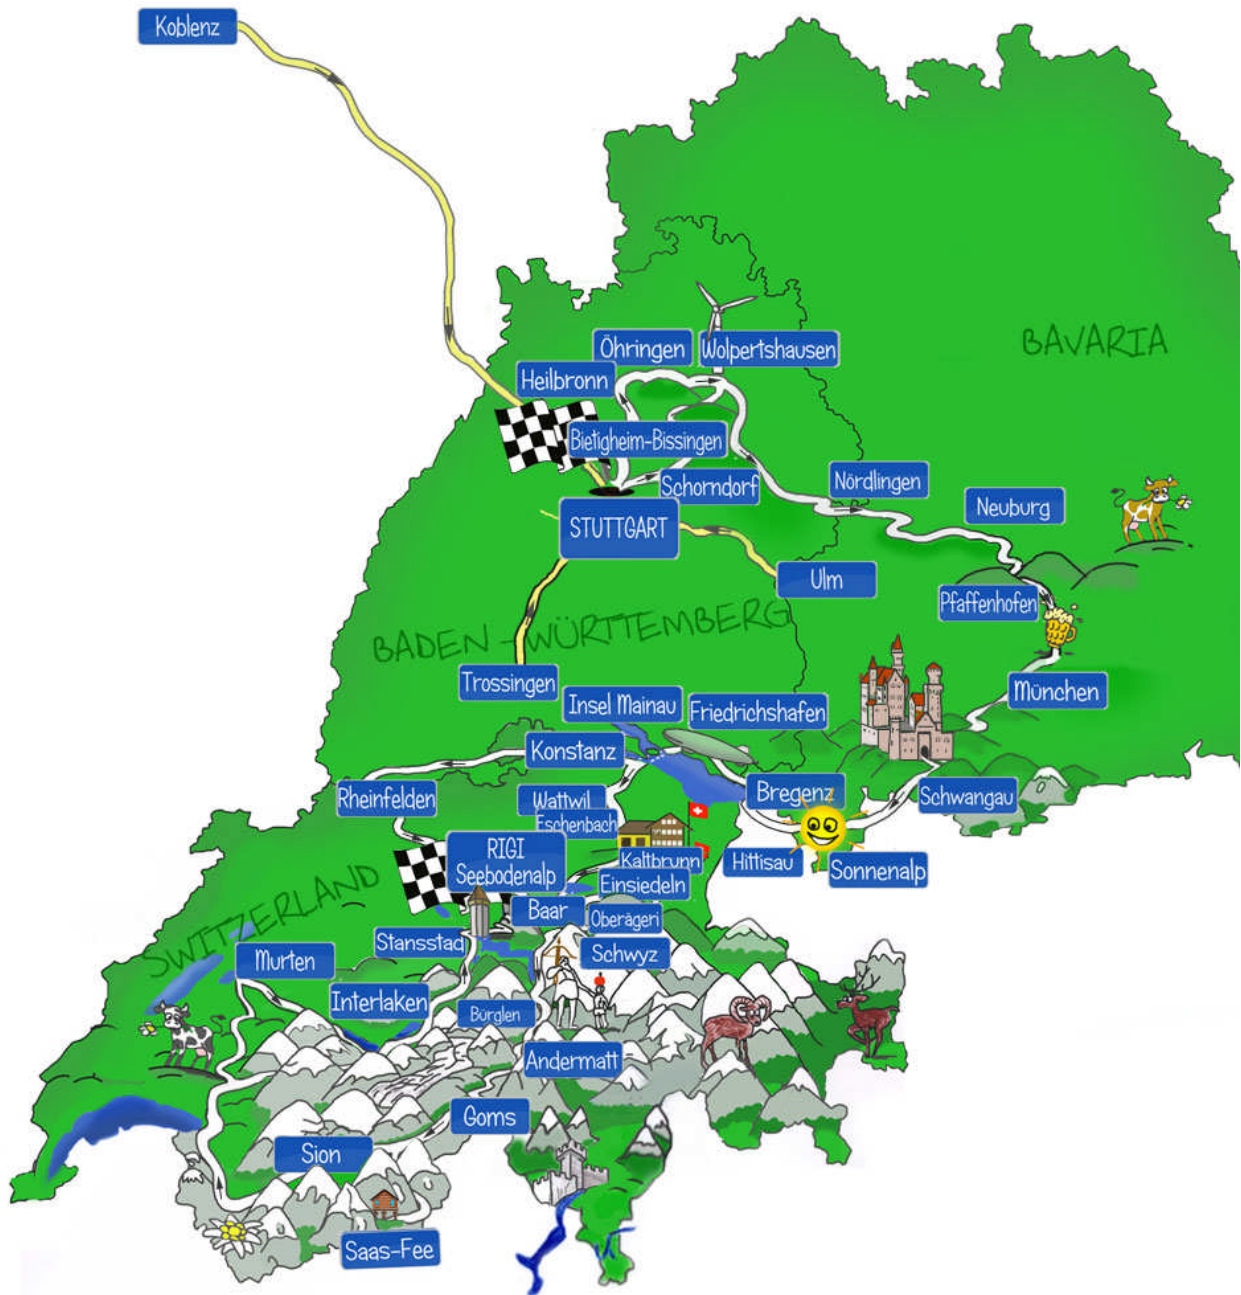 Koblenz
BAVARIA
Öhringen
Wolpertshausen
Heilbronn
Bietigheim-Bissingen
Schorndorf
Nördlingen
Neuburg
STUTTGART
Ulm
Pfaffenhofen
BADEN-WÜRTTEMBERG
Trossingen
München
Insel Mainau
Friedrichshafen
Konstanz
Rheinfelden
Wattwil
Bregenz
Schwangau
Eschenbach
RIGI
Seebodenalp
Kaltbrunn
Hittisau
Sonnenalp
Einsiedeln
SWITZERLAND
Baar
Oberägeri
Stansstad
Schwyz
Murten
Interlaken
Bürglen
Andermatt
Goms
Sion
Saas-Fee